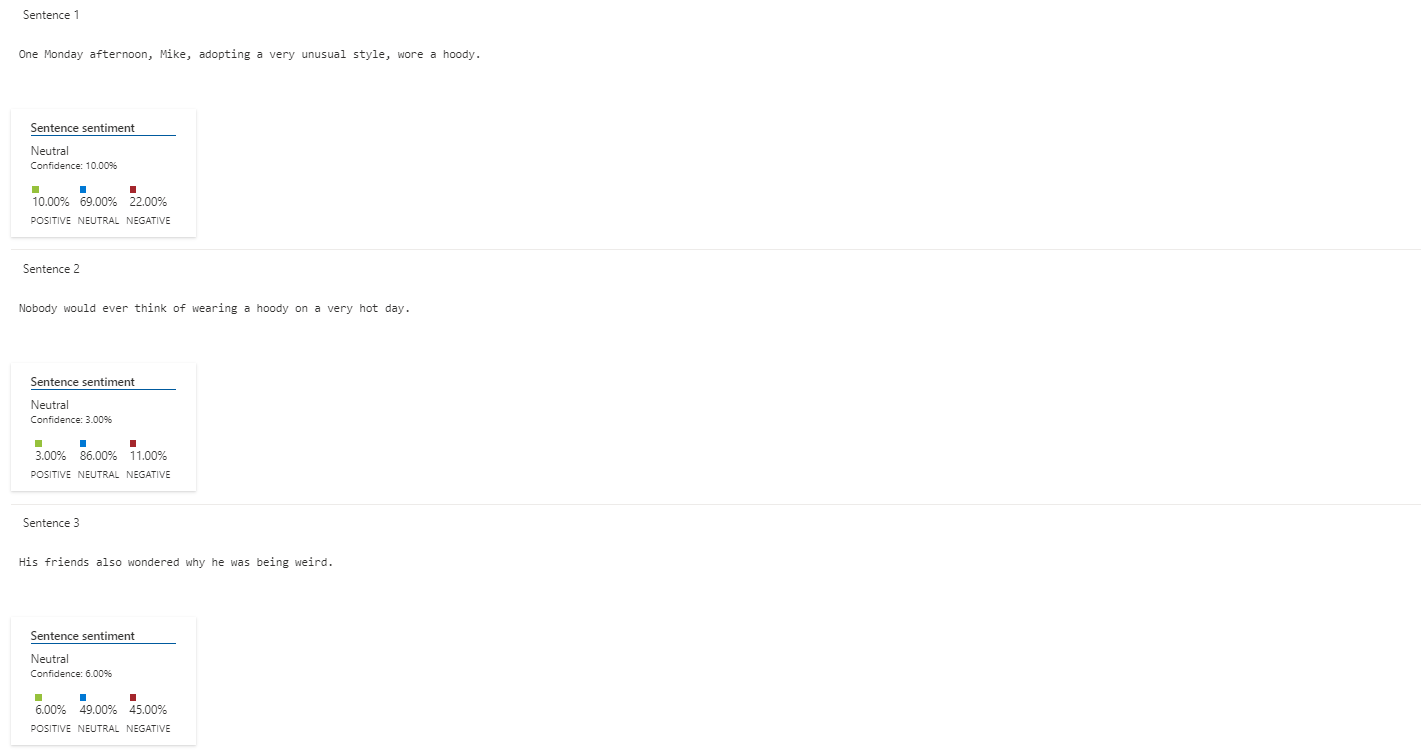 Sentence 1
One Monday afternoon, Mike, adopting a very unusual style, wore a hoody.
Sentence sentiment
Neutral
Confidence: 10.00%
10.00% 69.00% 22.00%
POSITIVE NEUTRAL NEGATIVE
Sentence 2
Nobody would ever think of wearing a hoody on a very hot day.
Sentence sentiment
Neutral
Confidence: 3.00%
3.00% 86.00% 11.00%
POSITIVE NEUTRAL NEGATIVE
Sentence 3
His friends also wondered why he was being weird.
Sentence sentiment
Neutral
Confidence: 6.00%
6.00% 49.00% 45.00%
POSITIVE NEUTRAL NEGATIVE